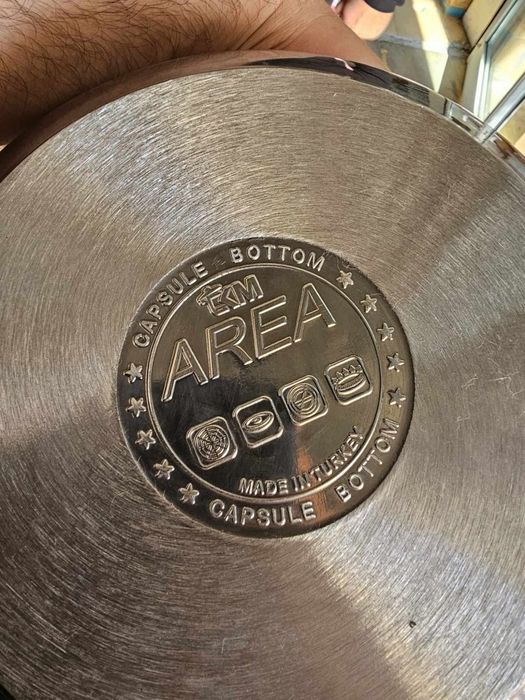 CAPSULE - BOTTOM
EKM
AREA
MADE IN TURKEY
CAPSULE BOTTOM